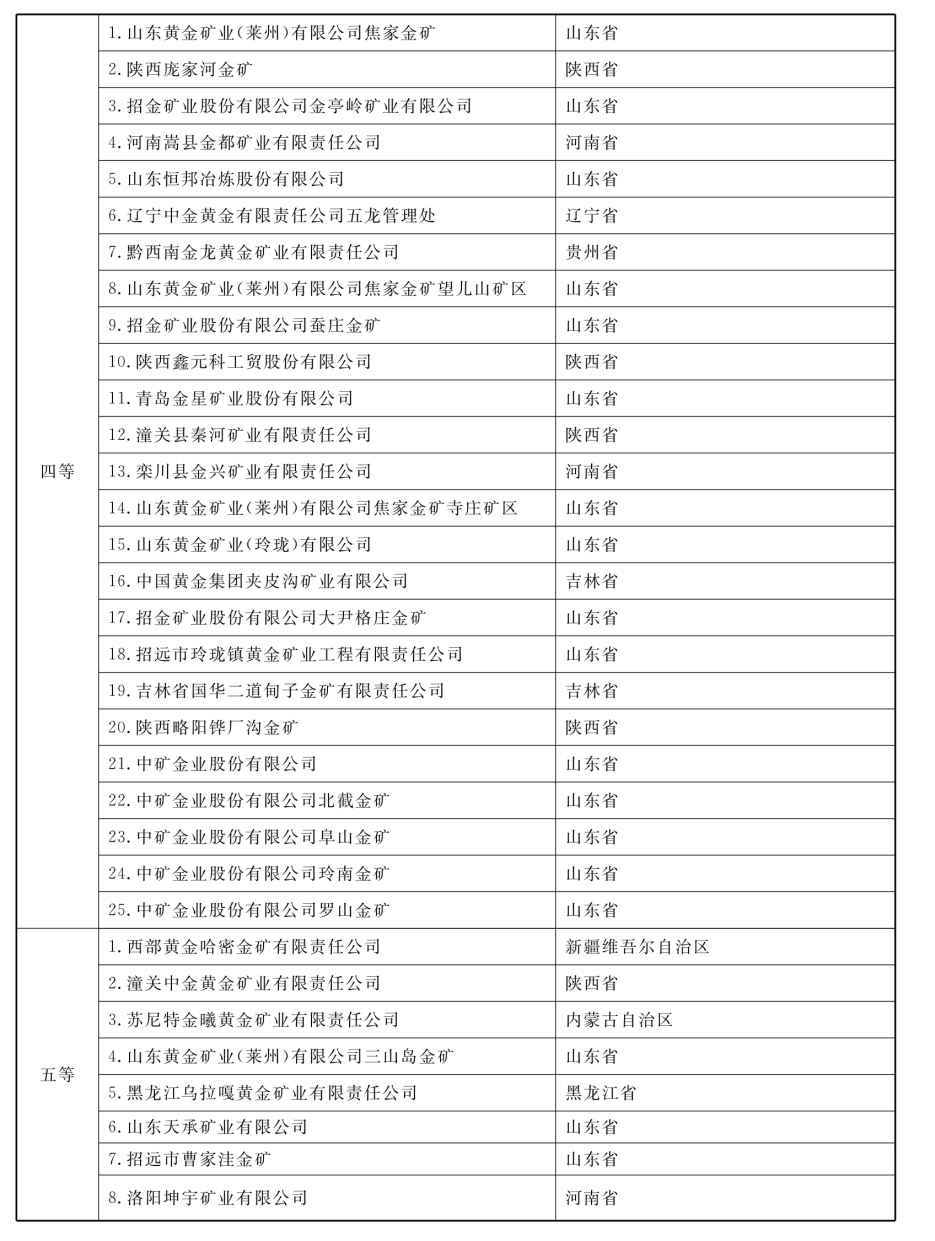 四等
1.山东黄金矿业(莱州)有限公司焦家金矿 山东省
2.陕西庞家河金矿 陕西省
3.招金矿业股份有限公司金亭岭矿业有限公司 山东省
4.河南嵩县金都矿业有限责任公司 河南省
5.山东恒邦冶炼股份有限公司 山东省
6.辽宁中金黄金有限责任公司五龙管理处 辽宁省
7.黔西南金龙黄金矿业有限责任公司 贵州省
8.山东黄金矿业(莱州)有限公司焦家金矿望儿山矿区 山东省
9.招金矿业股份有限公司蚕庄金矿 山东省
10.陕西鑫元科工贸股份有限公司 陕西省
11.青岛金星矿业股份有限公司 山东省
12.潼关县秦河矿业有限责任公司 陕西省
13.栾川县金兴矿业有限责任公司 河南省
14.山东黄金矿业(莱州)有限公司焦家金矿寺庄矿区 山东省
15.山东黄金矿业(玲珑)有限公司 山东省
16.中国黄金集团夹皮沟矿业有限公司 吉林省
17.招金矿业股份有限公司大尹格庄金矿 山东省
18.招远市玲珑镇黄金矿业工程有限责任公司 山东省
19.吉林省国华二道甸子金矿有限责任公司 吉林省
20.陕西略阳铧厂沟金矿 陕西省
21.中矿金业股份有限公司 山东省
22.中矿金业股份有限公司北截金矿 山东省
23.中矿金业股份有限公司阜山金矿 山东省
24.中矿金业股份有限公司玲南金矿 山东省
25.中矿金业股份有限公司罗山金矿 山东省
五等
1.西部黄金哈密金矿有限责任公司 新疆维吾尔自治区
2.潼关中金黄金矿业有限责任公司 陕西省
3.苏尼特金曦黄金矿业有限责任公司 内蒙古自治区
4.山东黄金矿业(莱州)有限公司三山岛金矿 山东省
5.黑龙江乌拉嘎黄金矿业有限责任公司 黑龙江省
6.山东天承矿业有限公司 山东省
7.招远市曹家洼金矿 山东省
8.洛阳坤宇矿业有限公司 河南省